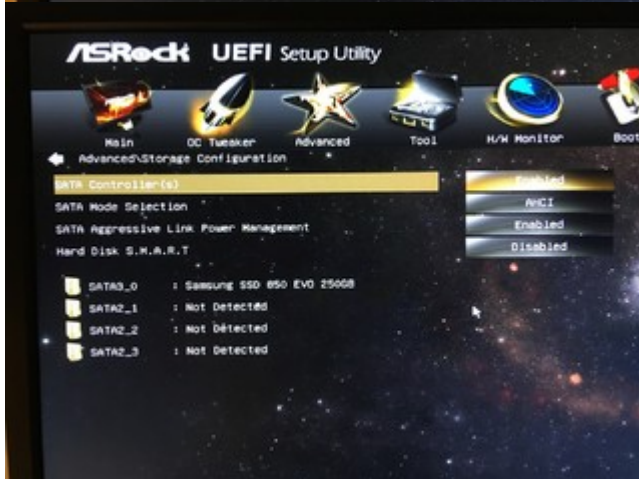 ASRock UEFI Setup Utility
Main OC Tweaker Advanced Tool H/W Monitor Boot
Advanced\Storage Configuration
SATA Controller(s) Enabled
SATA Mode Selection AHCI
SATA Aggressive Link Power Management Enabled
Hard Disk S.M.A.R.T Disabled
SATA3_0 : Samsung SSD 850 EVO 250GB
SATA2_1 : Not Detected
SATA2_2 : Not Detected
SATA2_3 : Not Detected